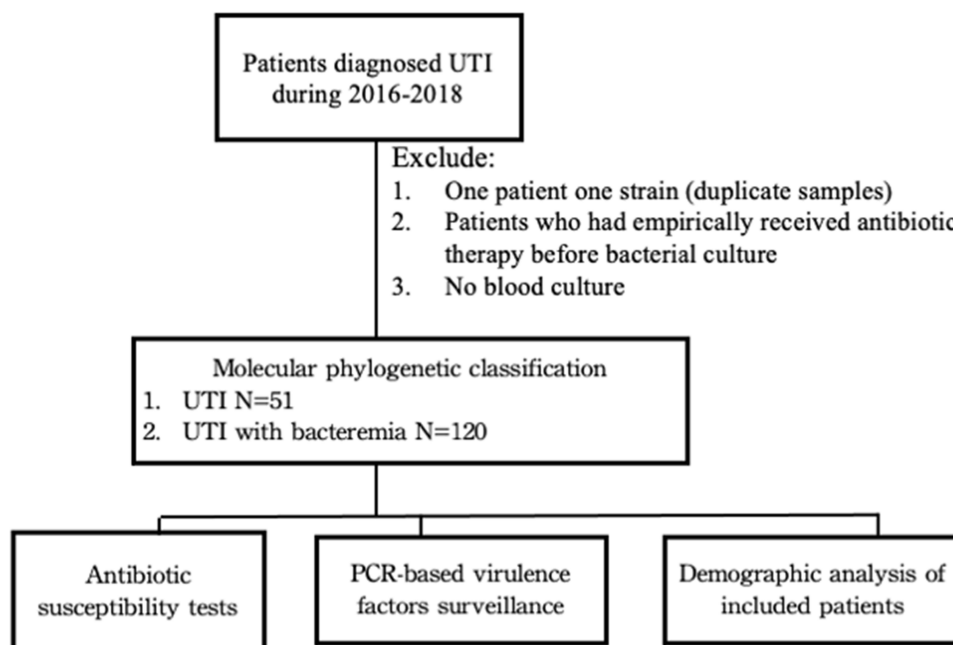 Patients diagnosed UTI
during 2016-2018
Exclude:
1. One patient one strain (duplicate samples)
2. Patients who had empirically received antibiotic
therapy before bacterial culture
3. No blood culture
Molecular phylogenetic classification
1. UTI N=51
2. UTI with bacteremia N=120
Antibiotic
susceptibility tests
PCR-based virulence
factors surveillance
Demographic analysis of
included patients